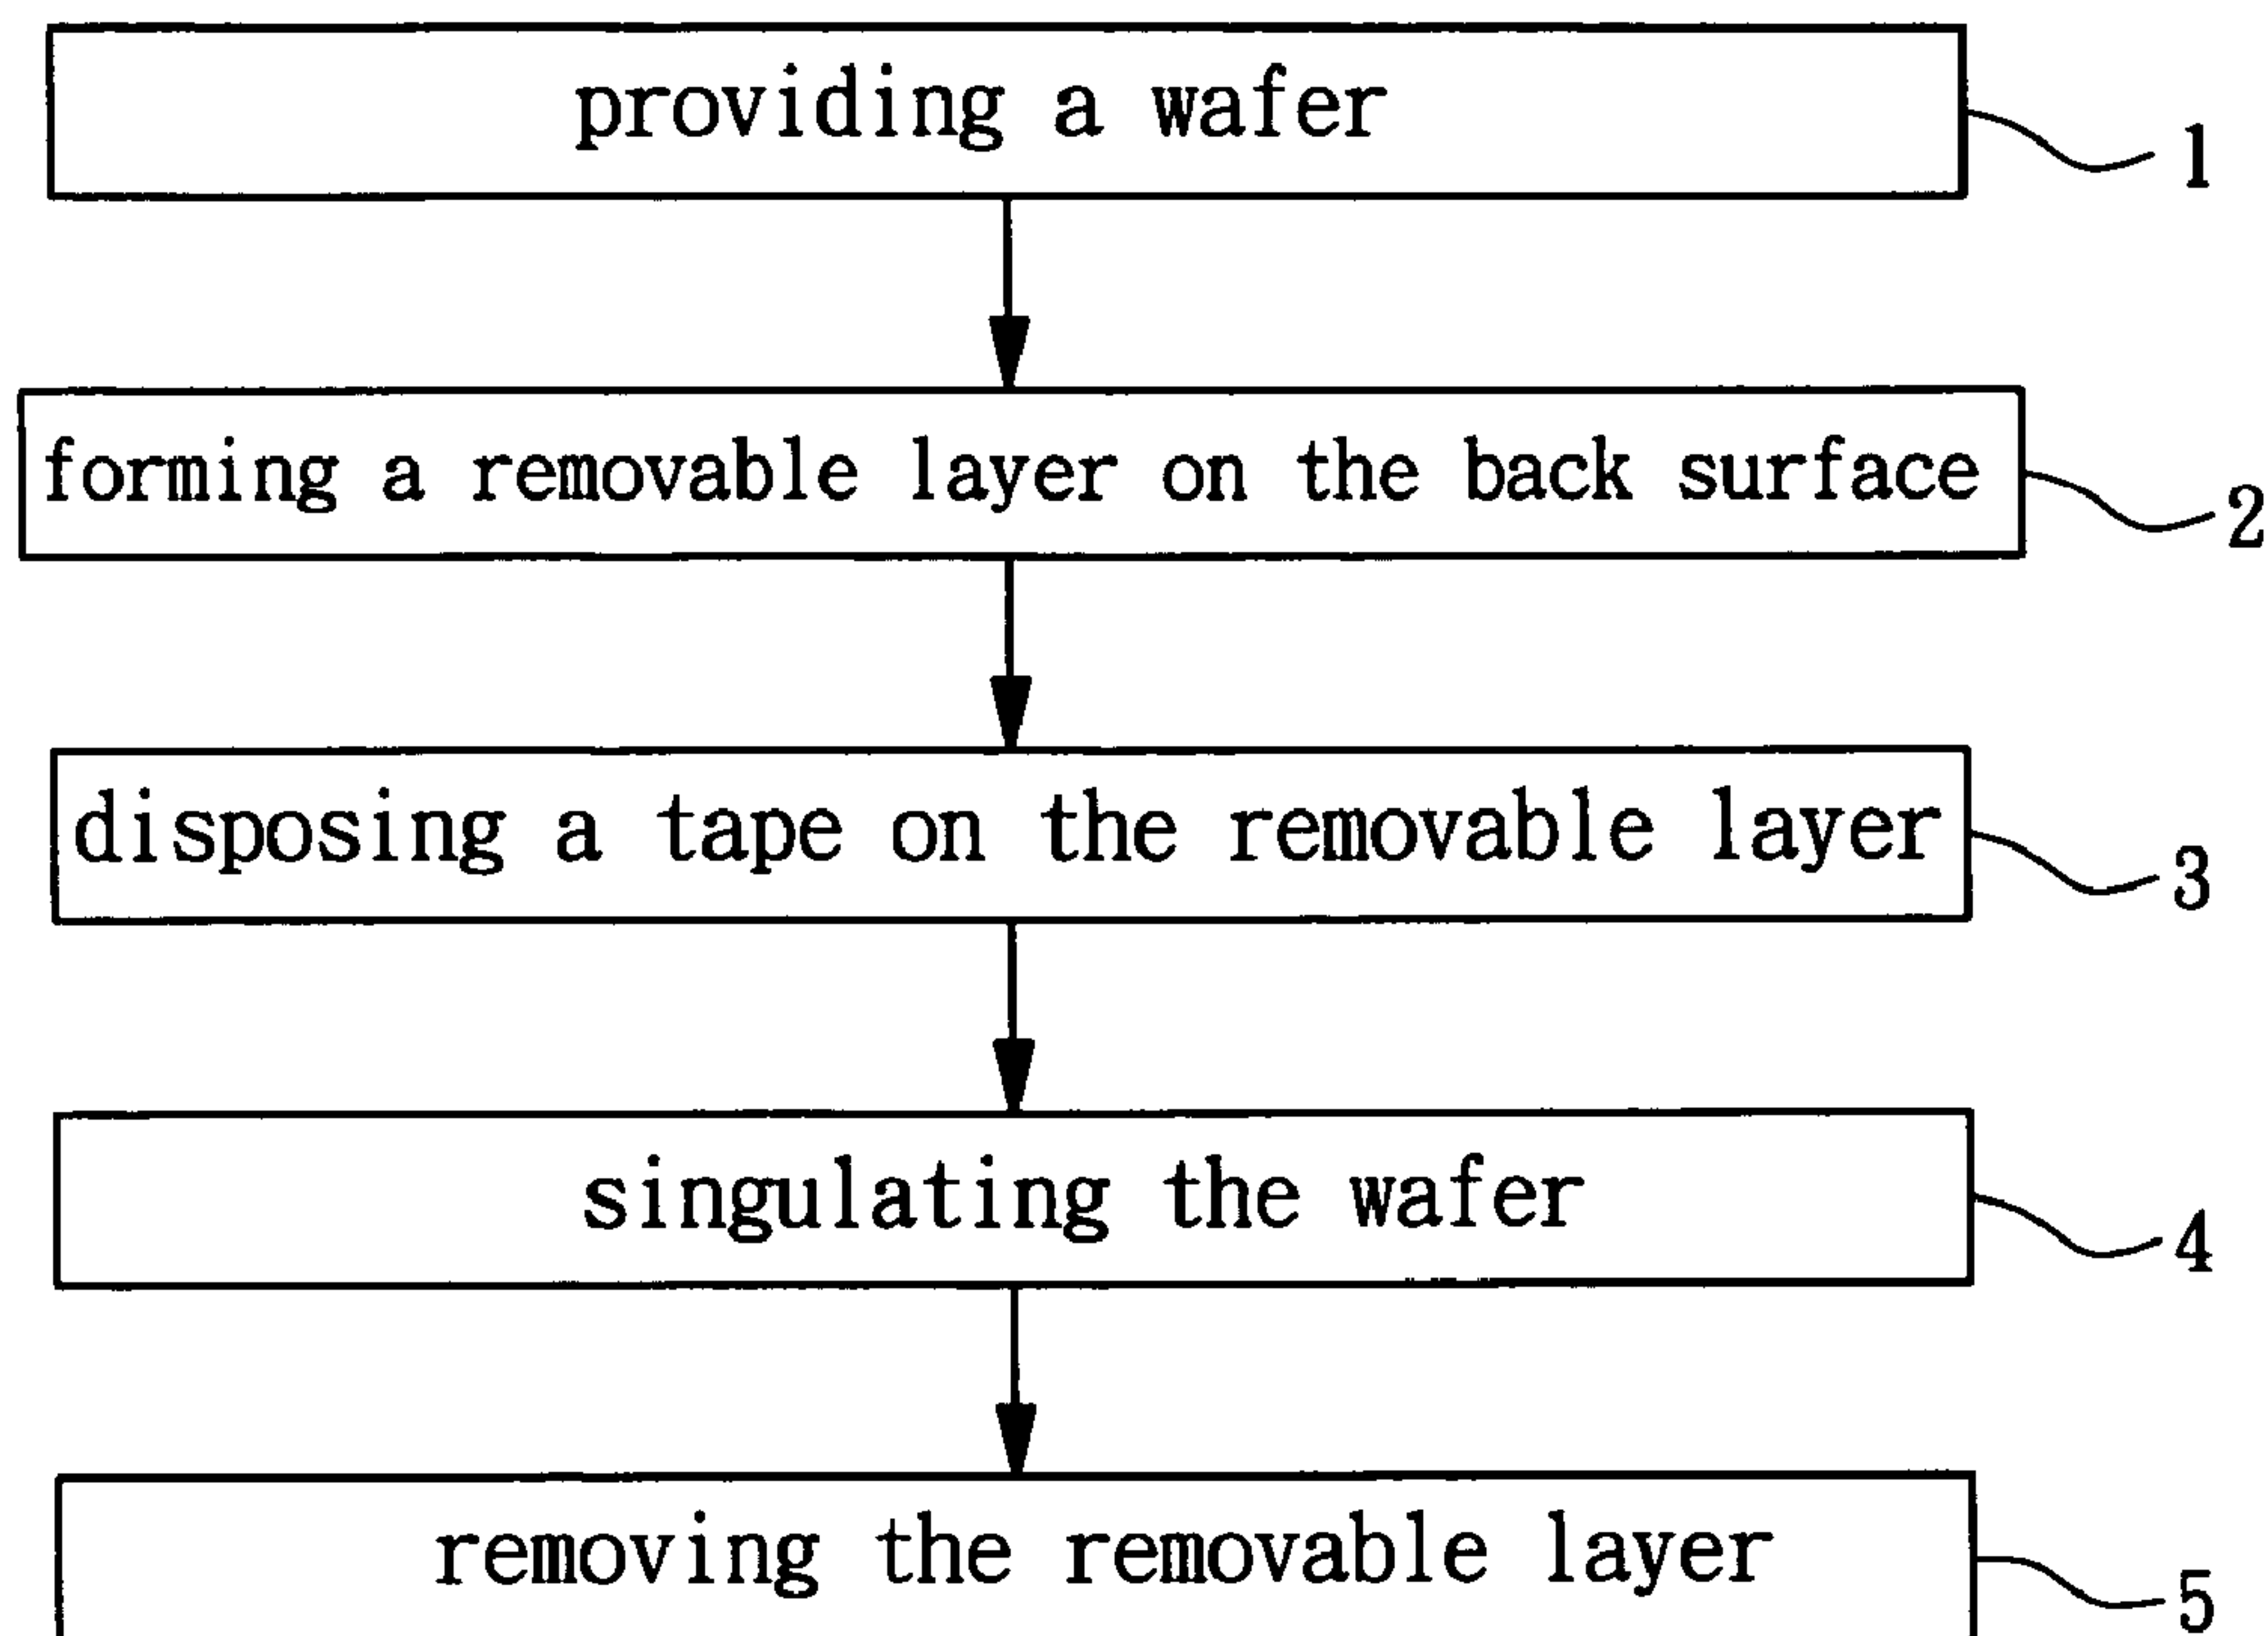 providing a wafer 1
forming a removable layer on the back surface 2
disposing a tape on the removable layer 3
singulating the wafer 4
removing the removable layer 5